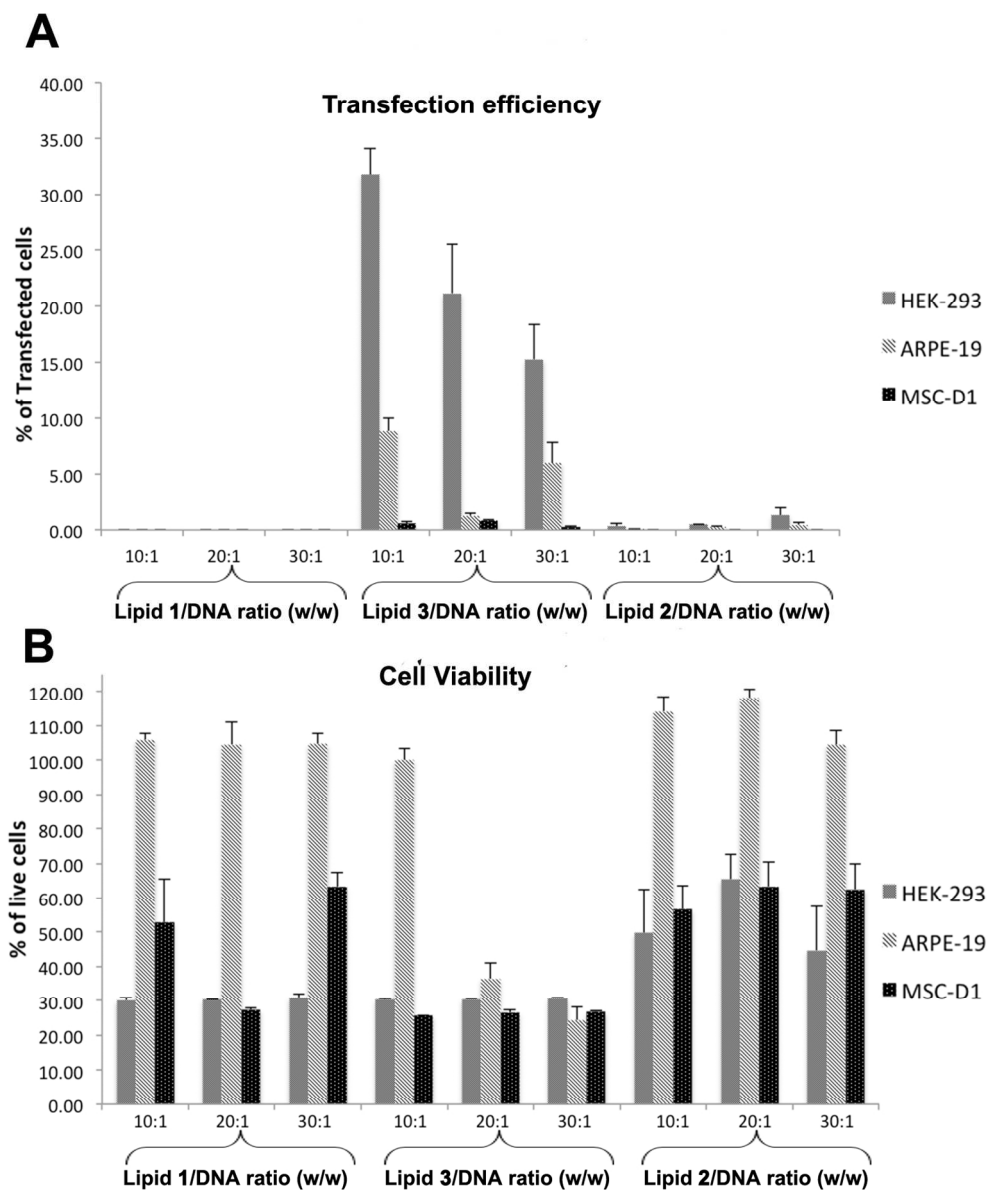 A
Transfection efficiency
% of Transfected cells
40.00
35.00
30.00
25.00
20.00
15.00
10.00
5.00
0.00
10:1 20:1 30:1 10:1 20:1 30:1 10:1 20:1 30:1
Lipid 1/DNA ratio (w/w) Lipid 3/DNA ratio (w/w) Lipid 2/DNA ratio (w/w)
HEK-293
ARPE-19
MSC-D1
B
Cell Viability
% of live cells
120.00
110.00
100.00
90.00
80.00
70.00
60.00
50.00
40.00
30.00
20.00
10.00
0.00
10:1 20:1 30:1 10:1 20:1 30:1 10:1 20:1 30:1
Lipid 1/DNA ratio (w/w) Lipid 3/DNA ratio (w/w) Lipid 2/DNA ratio (w/w)
HEK-293
ARPE-19
MSC-D1